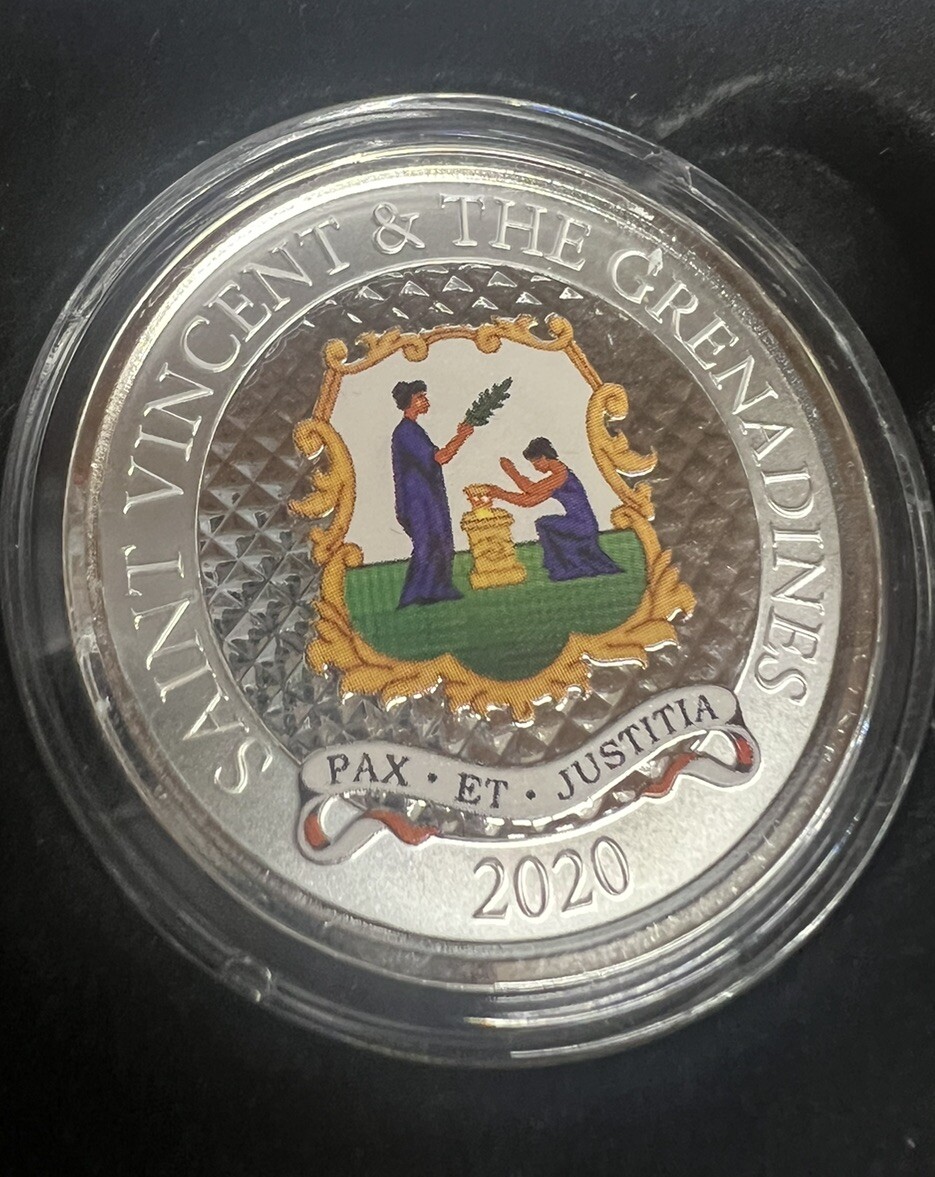 SAINT VINCENT & THE GRENADINES
PAX · ET · JUSTITIA
2020